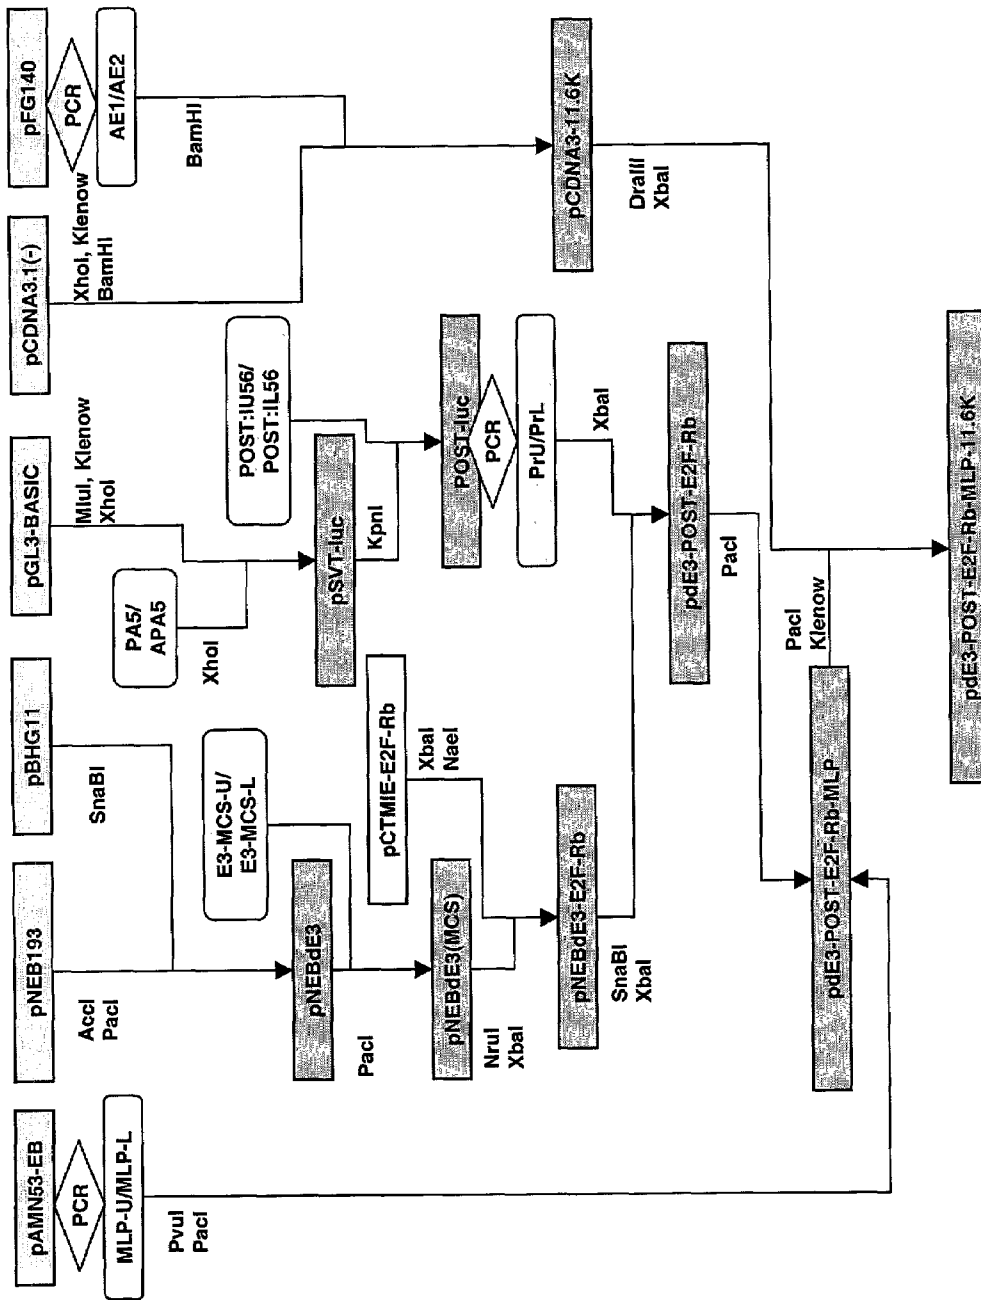 pAMN53-EB
PCR
MLP-U/MLP-L
PvuI
PacI
pNEB193
AccI
PacI
pBHG11
SnaBI
E3-MCS-U/
E3-MCS-L
pNEBdE3
PacI
pCTMIE-E2F-Rb
XbaI
NaeI
pNEBdE3(MCS)
NruI
XbaI
pNEBdE3-E2F-Rb
SnaBI
XbaI
pGL3-BASIC
MluI, Klenow
XhoI
PA5/
APA5
XhoI
pSVT-luc
KpnI
POST:IU56/
POST:IL56
POST-luc
PCR
PrU/PrL
XbaI
pdE3-POST-E2F-Rb
PacI
pCDNA3.1(-)
XhoI, Klenow
BamHI
pFG140
PCR
AE1/AE2
BamHI
pCDNA3-11.6K
DraIII
XbaI
pdE3-POST-E2F-Rb-MLP
PacI
Klenow
pdE3-POST-E2F-Rb-MLP-11.6K